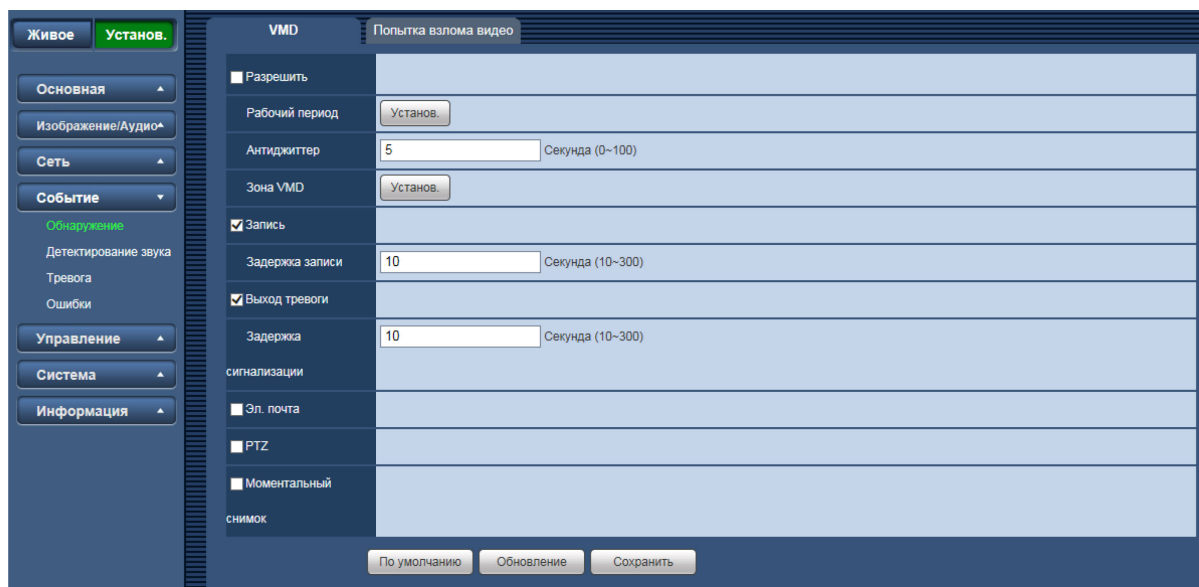 Живое Установ.
Основная
Изображение/Аудио
Сеть
Событие
Обнаружение
Детектирование звука
Тревога
Ошибки
Управление
Система
Информация
VMD Попытка взлома видео
Разрешить
Рабочий период Установ.
Антиджиттер 5 Секунда (0~100)
Зона VMD Установ.
Запись
Задержка записи 10 Секунда (10~300)
Выход тревоги
Задержка 10 Секунда (10~300)
сигнализации
Эл. почта
PTZ
Моментальный
снимок
По умолчанию Обновление Сохранить